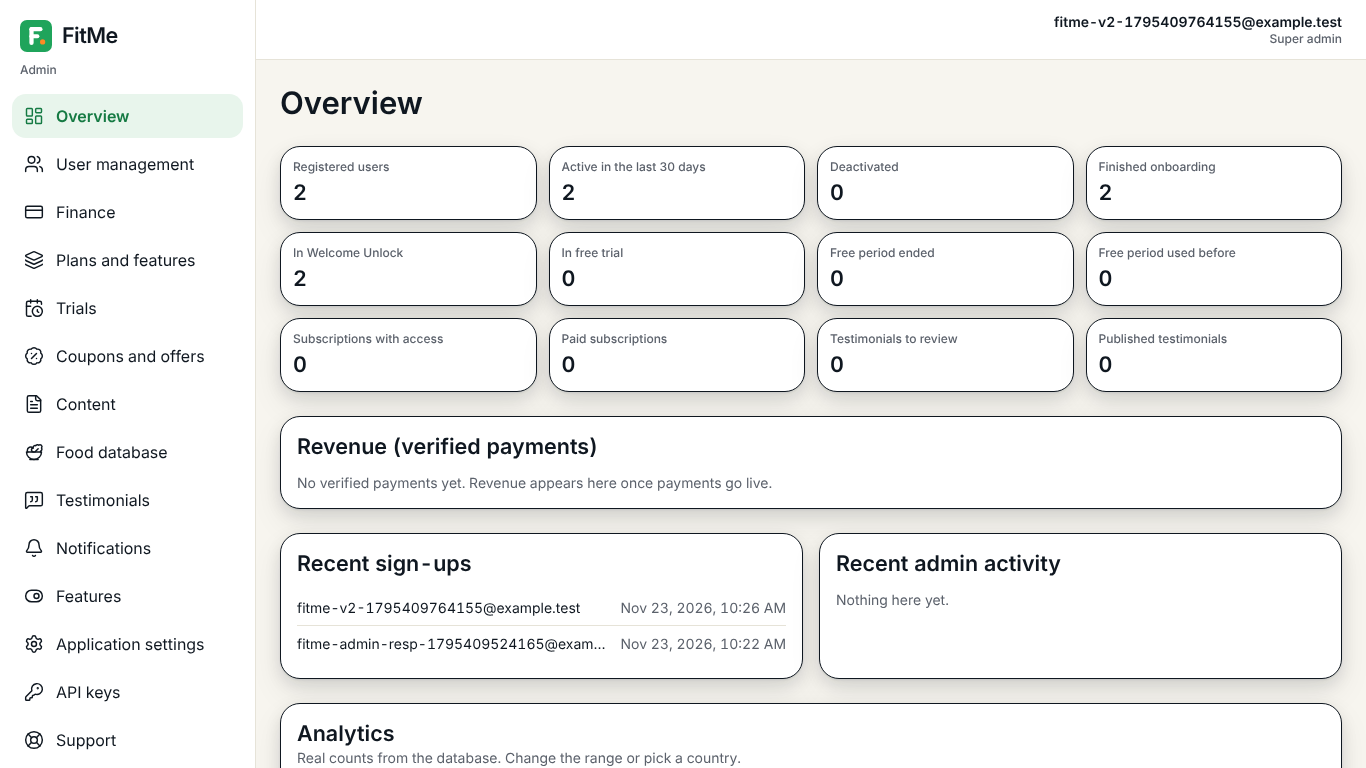 FitMe
Admin
Overview
User management
Finance
Plans and features
Trials
Coupons and offers
Content
Food database
Testimonials
Notifications
Features
Application settings
API keys
Support
fitme-v2-1795409764155@example.test
Super admin
Overview
Registered users
2
Active in the last 30 days
2
Deactivated
0
Finished onboarding
2
In Welcome Unlock
2
In free trial
0
Free period ended
0
Free period used before
0
Subscriptions with access
0
Paid subscriptions
0
Testimonials to review
0
Published testimonials
0
Revenue (verified payments)
No verified payments yet. Revenue appears here once payments go live.
Recent sign-ups
fitme-v2-1795409764155@example.test Nov 23, 2026, 10:26 AM
fitme-admin-resp-1795409524165@exam... Nov 23, 2026, 10:22 AM
Recent admin activity
Nothing here yet.
Analytics
Real counts from the database. Change the range or pick a country.